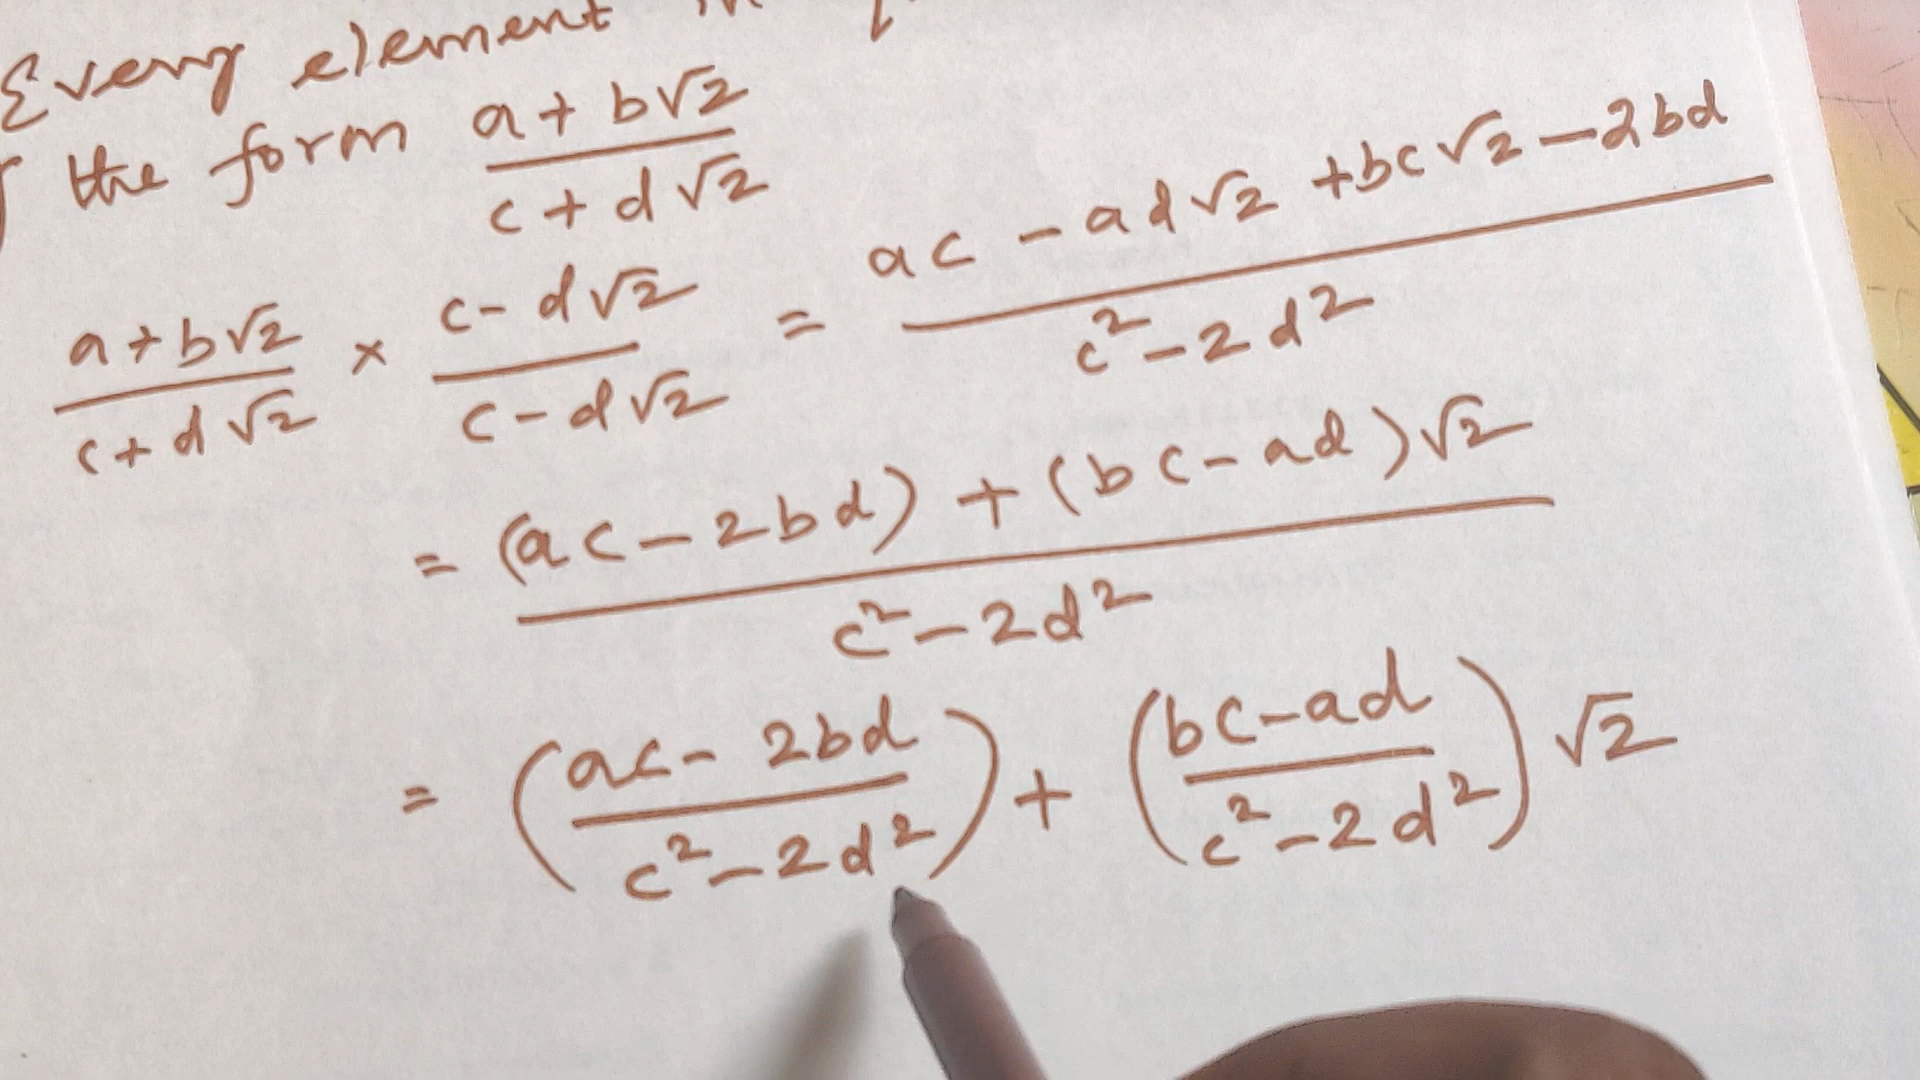 Every element in
the form (a + b√2)/(c + d√2)
(a + b√2)/(c + d√2) × (c - d√2)/(c - d√2) = (ac - ad√2 + bc√2 - 2bd)/(c² - 2d²)
= ((ac - 2bd) + (bc - ad)√2)/(c² - 2d²)
= ((ac - 2bd)/(c² - 2d²)) + ((bc - ad)/(c² - 2d²))√2